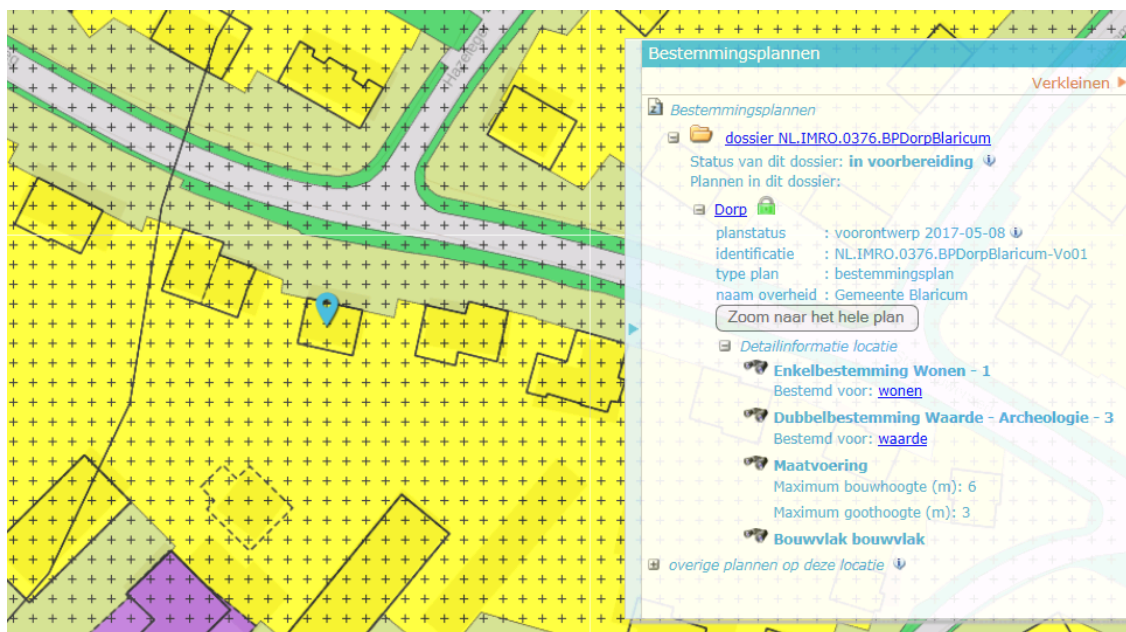 Hazeleger
Bestemmingsplannen
Verkleinen
Bestemmingsplannen
dossier NL.IMRO.0376.BPDorpBlaricum
Status van dit dossier: in voorbereiding
Plannen in dit dossier:
Dorp
planstatus : voorontwerp 2017-05-08
identificatie : NL.IMRO.0376.BPDorpBlaricum-Vo01
type plan : bestemmingsplan
naam overheid : Gemeente Blaricum
Zoom naar het hele plan
Detailinformatie locatie
Enkelbestemming Wonen - 1
Bestemd voor: wonen
Dubbelbestemming Waarde - Archeologie - 3
Bestemd voor: waarde
Maatvoering
Maximum bouwhoogte (m): 6
Maximum goothoogte (m): 3
Bouwvlak bouwvlak
overige plannen op deze locatie